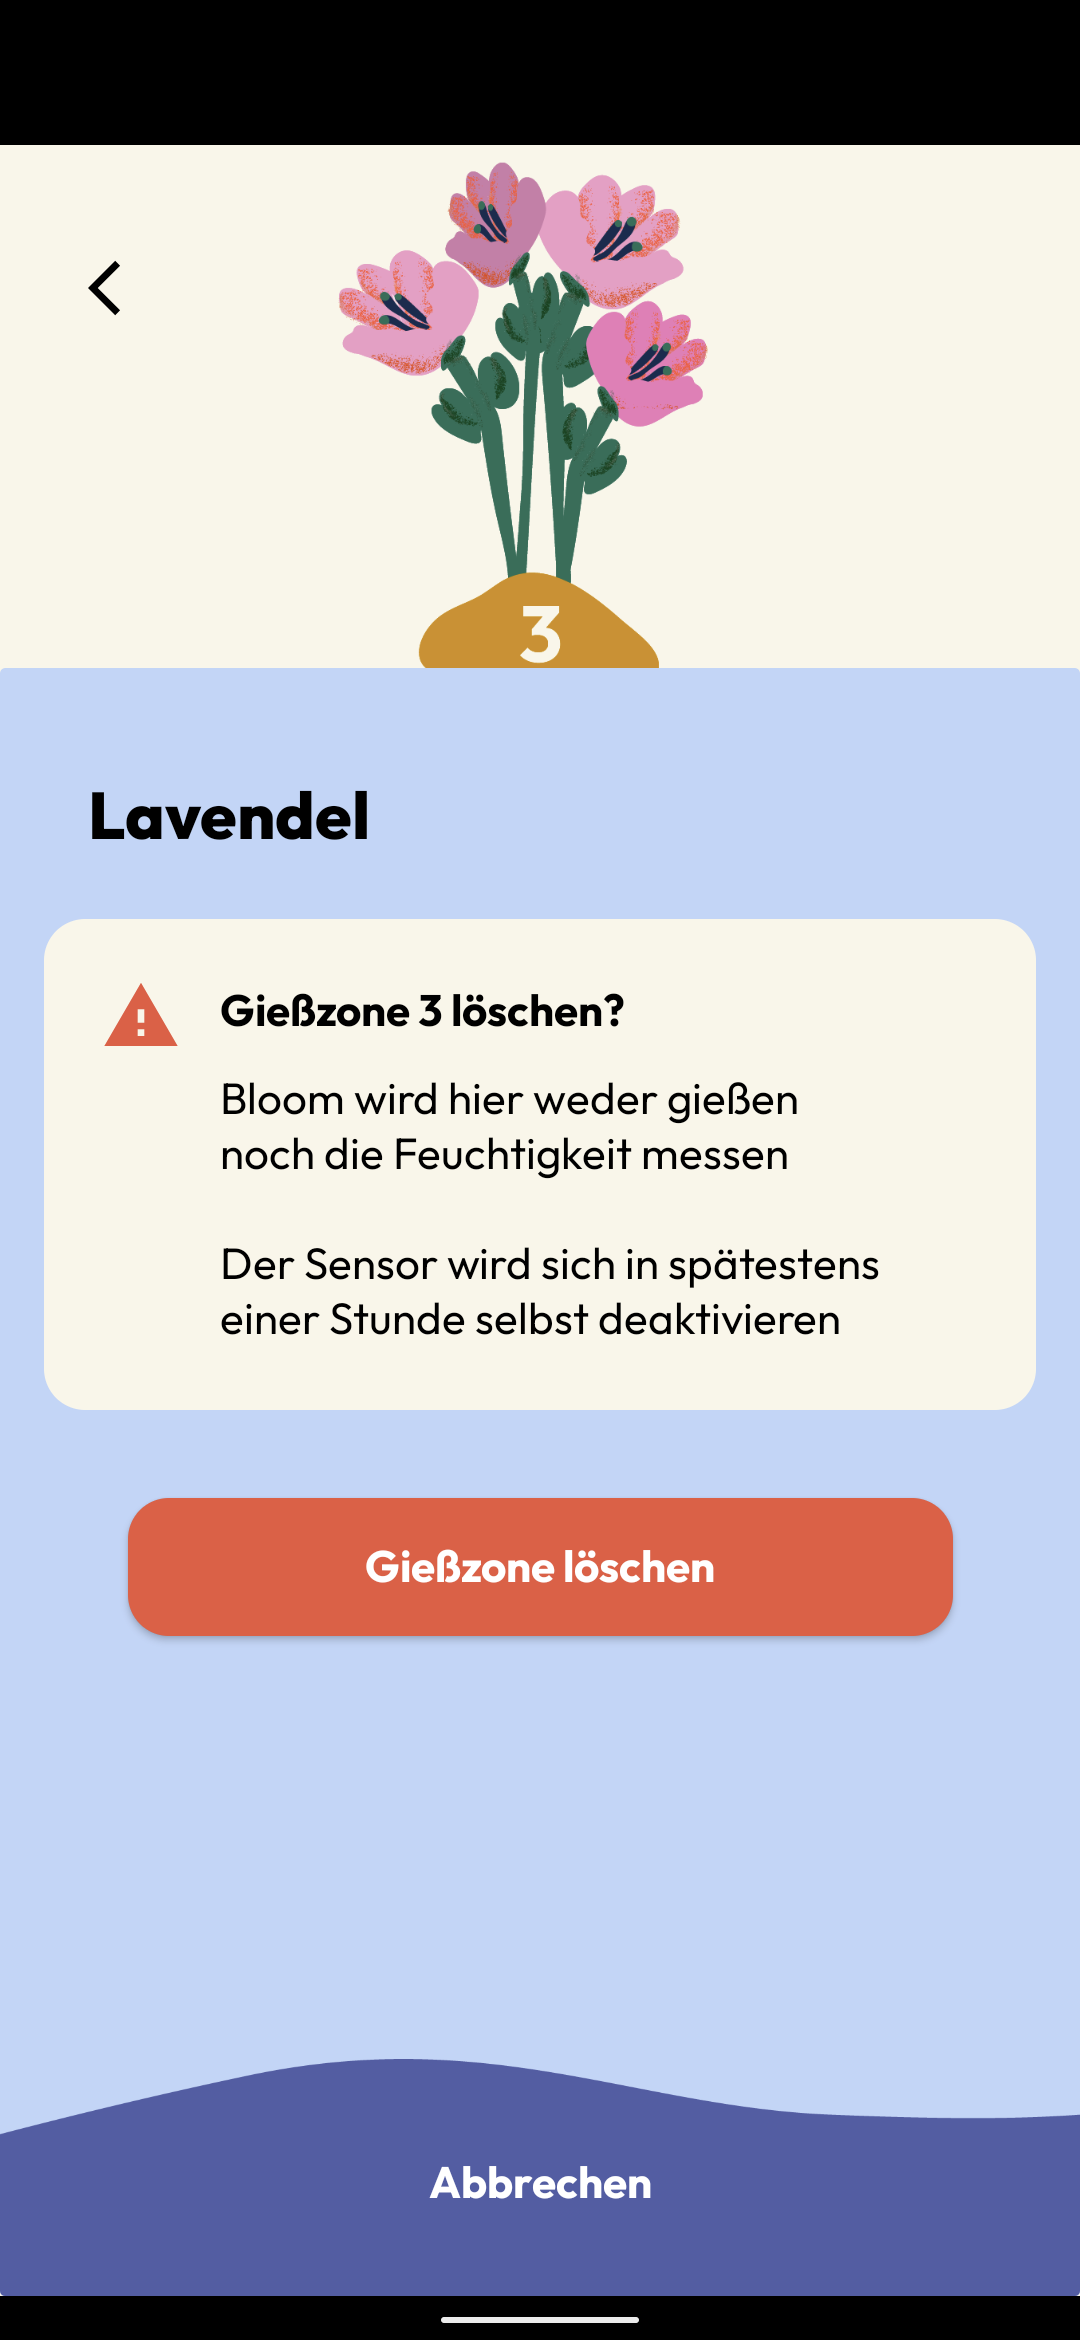 3
Lavendel
Gießzone 3 löschen?
Bloom wird hier weder gießen
noch die Feuchtigkeit messen
Der Sensor wird sich in spätestens
einer Stunde selbst deaktivieren
Gießzone löschen
Abbrechen